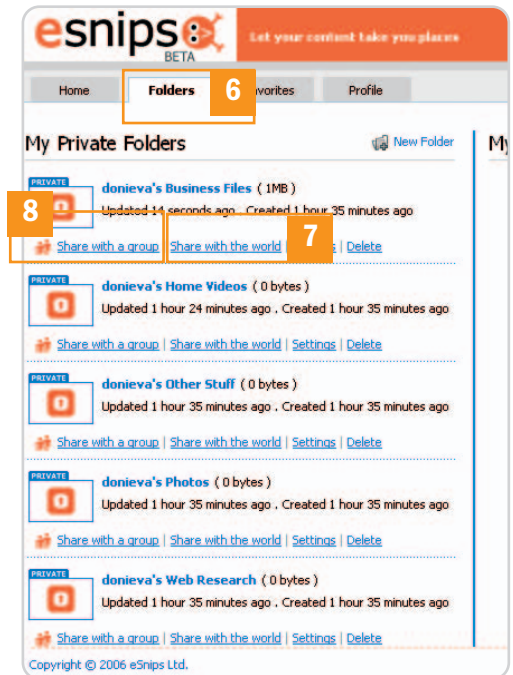 esnips
BETA
Let your content take you places
Home Folders 6 Favorites Profile
My Private Folders New Folder My
PRIVATE
donieva's Business Files ( 1MB )
8 Updated 14 seconds ago . Created 1 hour 35 minutes ago
Share with a group | Share with the world | 7 | Delete
PRIVATE
donieva's Home Videos ( 0 bytes )
Updated 1 hour 24 minutes ago . Created 1 hour 35 minutes ago
Share with a group | Share with the world | Settings | Delete
PRIVATE
donieva's Other Stuff ( 0 bytes )
Updated 1 hour 35 minutes ago . Created 1 hour 35 minutes ago
Share with a group | Share with the world | Settings | Delete
PRIVATE
donieva's Photos ( 0 bytes )
Updated 1 hour 35 minutes ago . Created 1 hour 35 minutes ago
Share with a group | Share with the world | Settings | Delete
PRIVATE
donieva's Web Research ( 0 bytes )
Updated 1 hour 35 minutes ago . Created 1 hour 35 minutes ago
Share with a group | Share with the world | Settings | Delete
Copyright © 2006 eSnips Ltd.